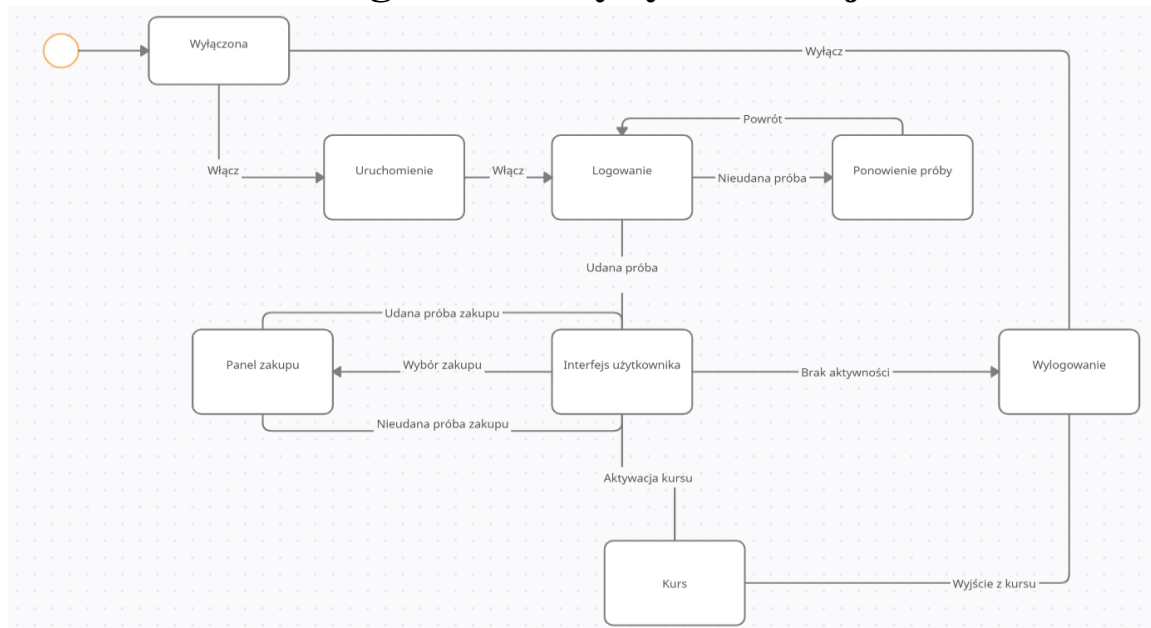 Wyłączona
Wyłącz
Powrót
Włącz
Uruchomienie
Włącz
Logowanie
Nieudana próba
Ponowienie próby
Udana próba
Udana próba zakupu
Panel zakupu
Wybór zakupu
Interfejs użytkownika
Brak aktywności
Wylogowanie
Nieudana próba zakupu
Aktywacja kursu
Kurs
Wyjście z kursu